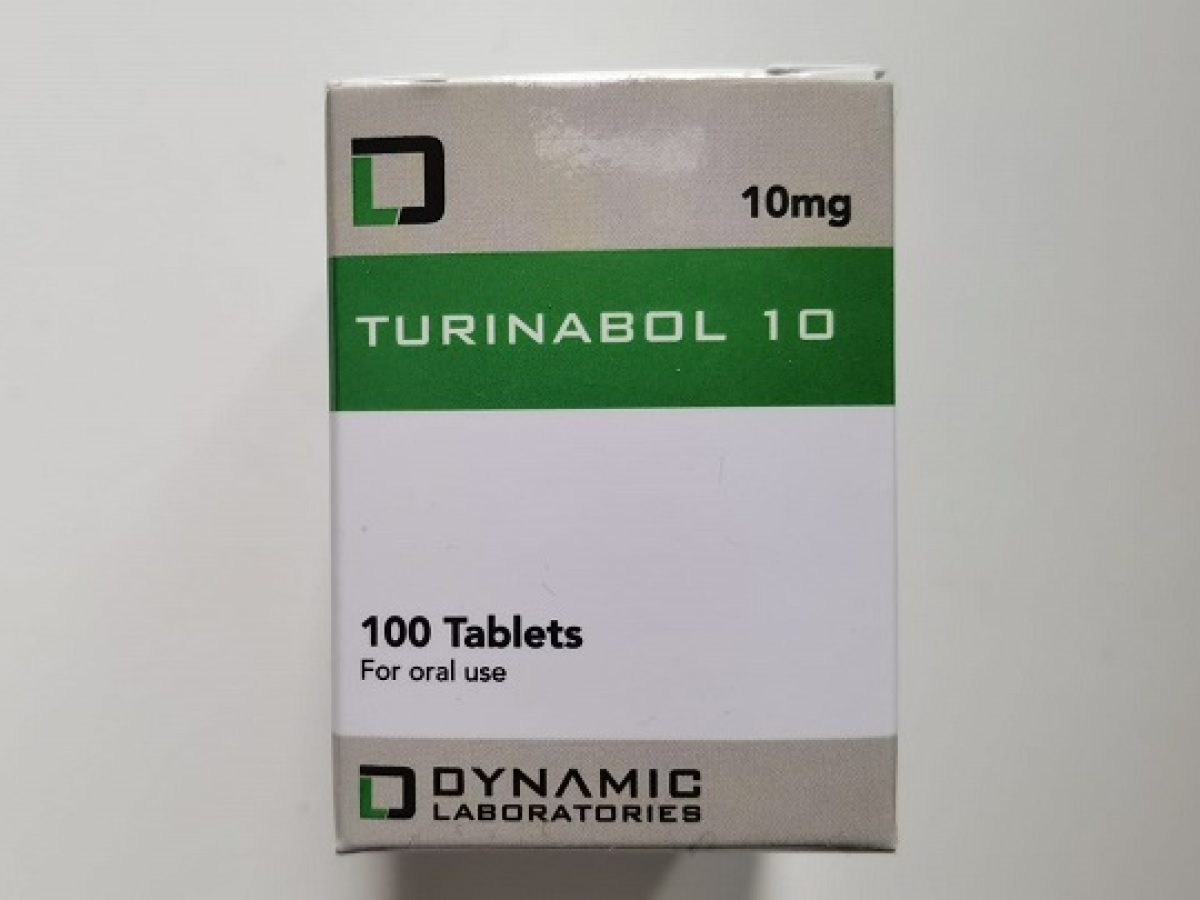 10mg
TURINABOL 10
100 Tablets
For oral use
DYNAMIC
LABORATORIES